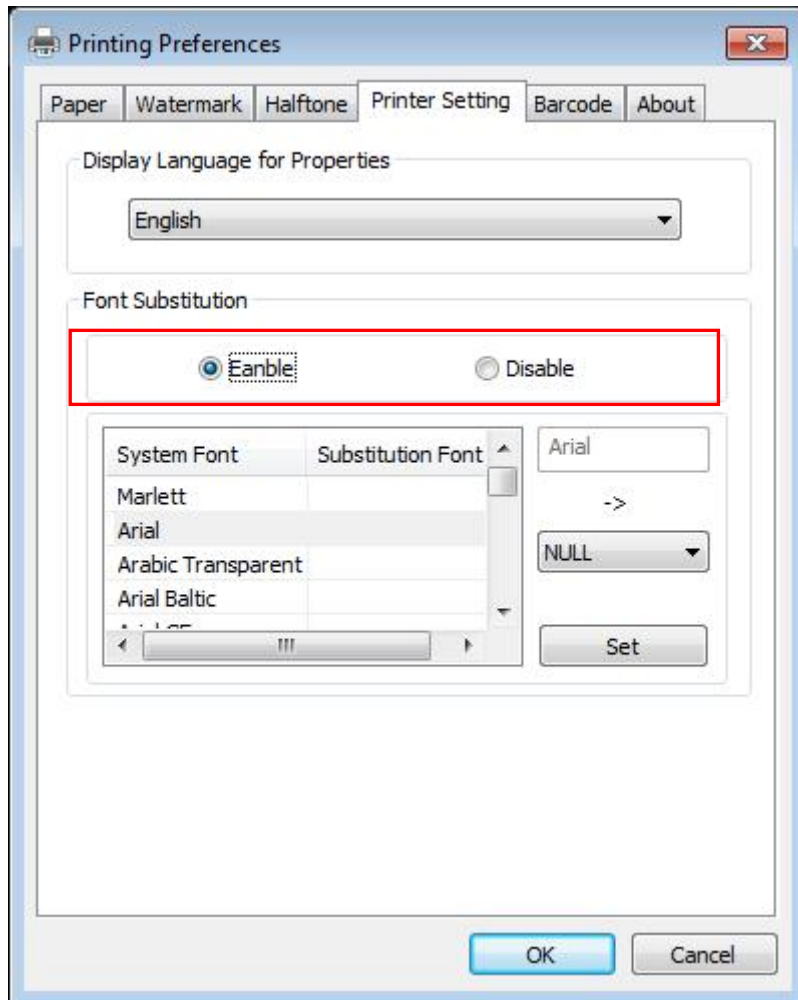 Printing Preferences
Paper Watermark Halftone Printer Setting Barcode About
Display Language for Properties
English
Font Substitution
Eanble Disable
System Font Substitution Font
Marlett
Arial
Arabic Transparent
Arial Baltic
Arial
->
NULL
Set
OK Cancel